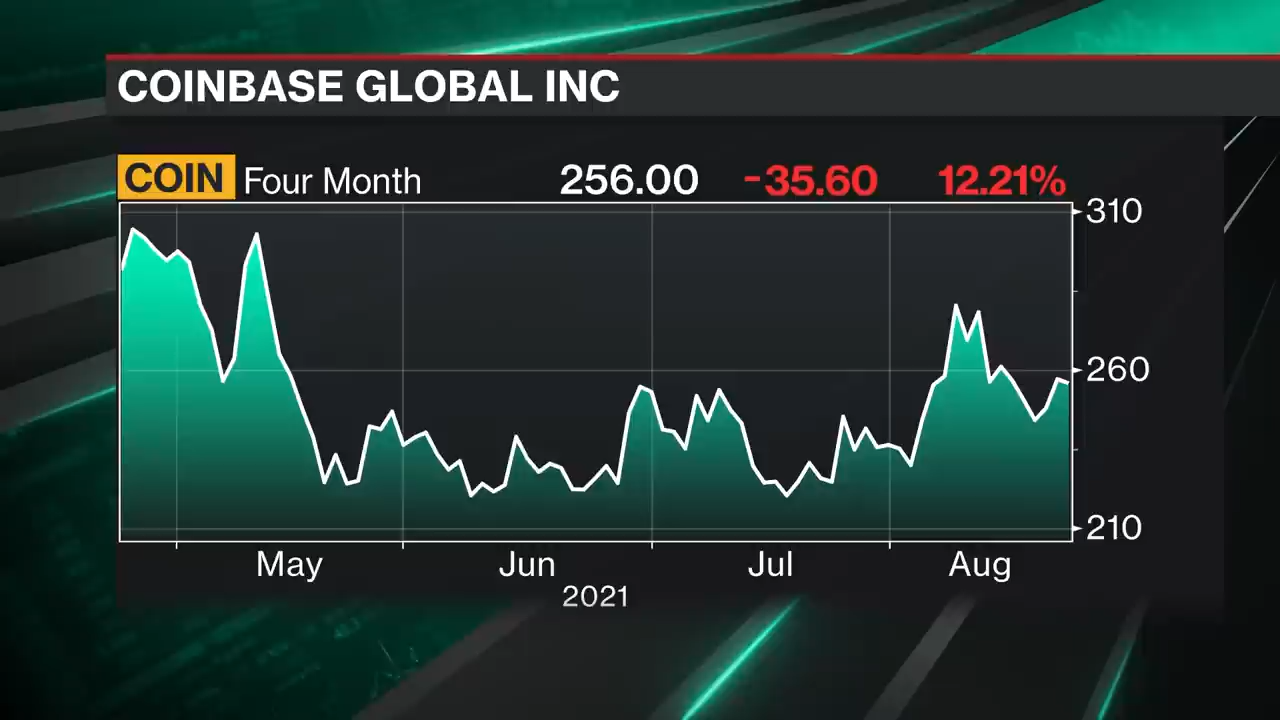 COINBASE GLOBAL INC
COIN Four Month 256.00 -35.60 12.21%
310
260
210
May Jun Jul Aug
2021